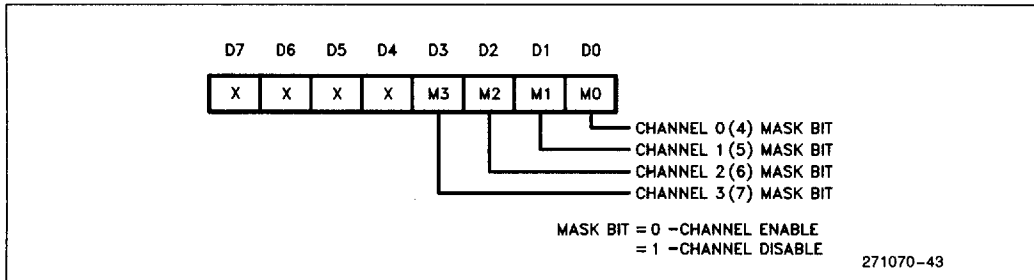 D7 D6 D5 D4 D3 D2 D1 D0
X X X X M3 M2 M1 M0
CHANNEL 0(4) MASK BIT
CHANNEL 1(5) MASK BIT
CHANNEL 2(6) MASK BIT
CHANNEL 3(7) MASK BIT
MASK BIT = 0 -CHANNEL ENABLE
= 1 -CHANNEL DISABLE
271070-43